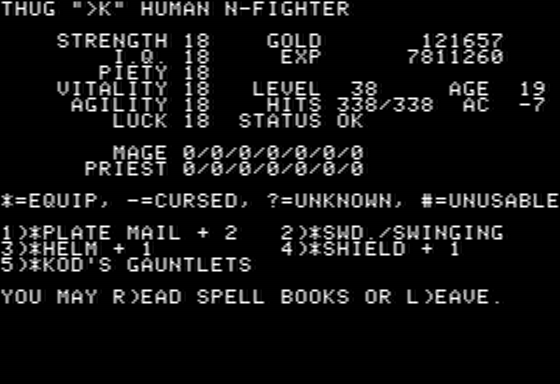 THUG ">K" HUMAN N-FIGHTER
STRENGTH 18 GOLD 121657
I.Q. 18 EXP 7811260
PIETY 18
VITALITY 18 LEVEL 38 AGE 19
AGILITY 18 HITS 338/338 AC -7
LUCK 18 STATUS OK
MAGE 0/0/0/0/0/0/0
PRIEST 0/0/0/0/0/0/0
*=EQUIP, -=CURSED, ?=UNKNOWN, #=UNUSABLE
1)*PLATE MAIL + 2 2)*SWD./SWINGING
3)*HELM + 1 4)*SHIELD + 1
5)*KOD'S GAUNTLETS
YOU MAY R)EAD SPELL BOOKS OR L)EAVE.